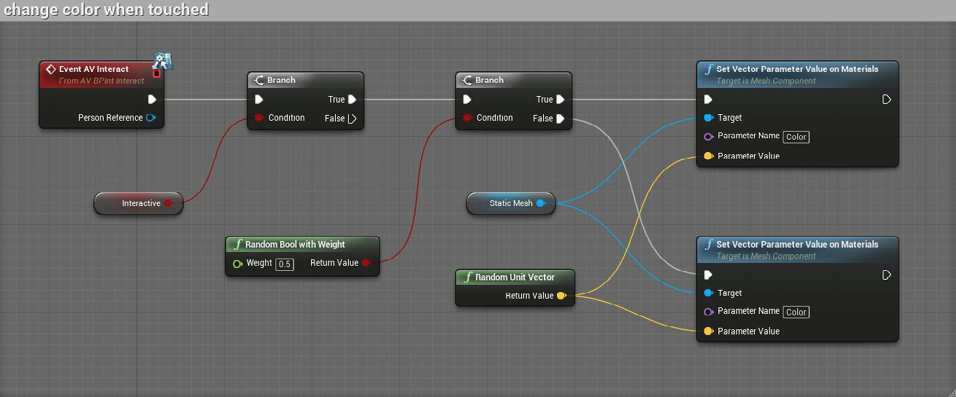 change color when touched
Event AV Interact
From AV BPInt Interact
Person Reference
Branch
True
Condition
False
Branch
True
Condition
False
Set Vector Parameter Value on Materials
Target is Mesh Component
Target
Parameter Name Color
Parameter Value
Interactive
Static Mesh
Random Bool with Weight
Weight 0.5 Return Value
Random Unit Vector
Return Value
Set Vector Parameter Value on Materials
Target is Mesh Component
Target
Parameter Name Color
Parameter Value